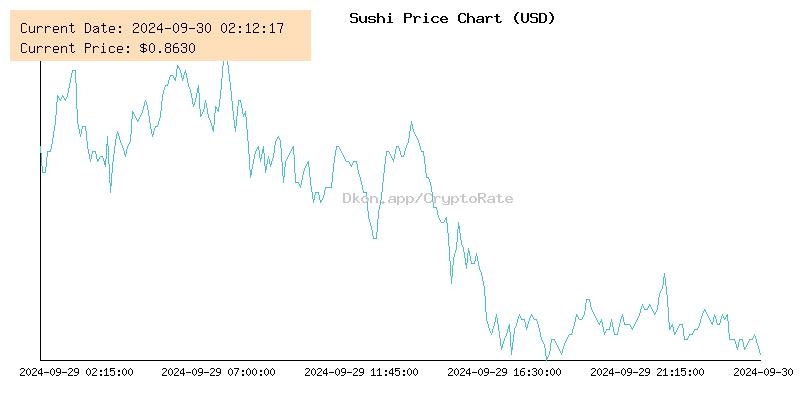 Sushi Price Chart (USD)
Current Date: 2024-09-30 02:12:17
Current Price: $0.8630
Dkon.app/CryptoRate
2024-09-29 02:15:00 2024-09-29 07:00:00 2024-09-29 11:45:00 2024-09-29 16:30:00 2024-09-29 21:15:00 2024-09-30